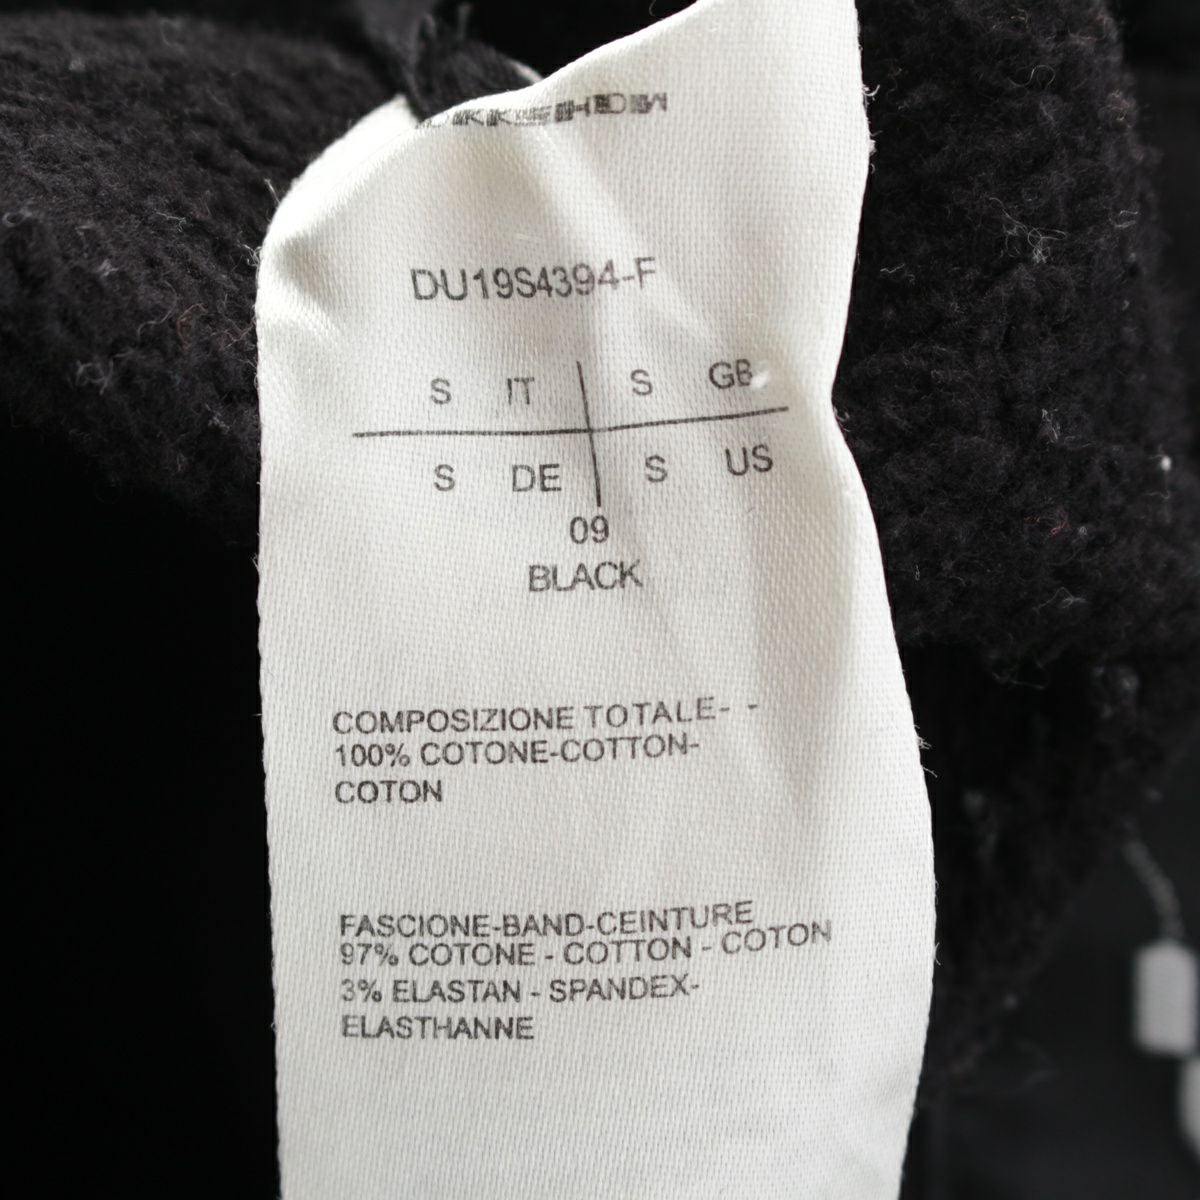 DU19S4394-F
S IT S GB
S DE S US
09
BLACK
COMPOSIZIONE TOTALE- -
100% COTONE-COTTON-
COTON
FASCIONE-BAND-CEINTURE
97% COTONE - COTTON - COTON
3% ELASTAN - SPANDEX-
ELASTHANNE